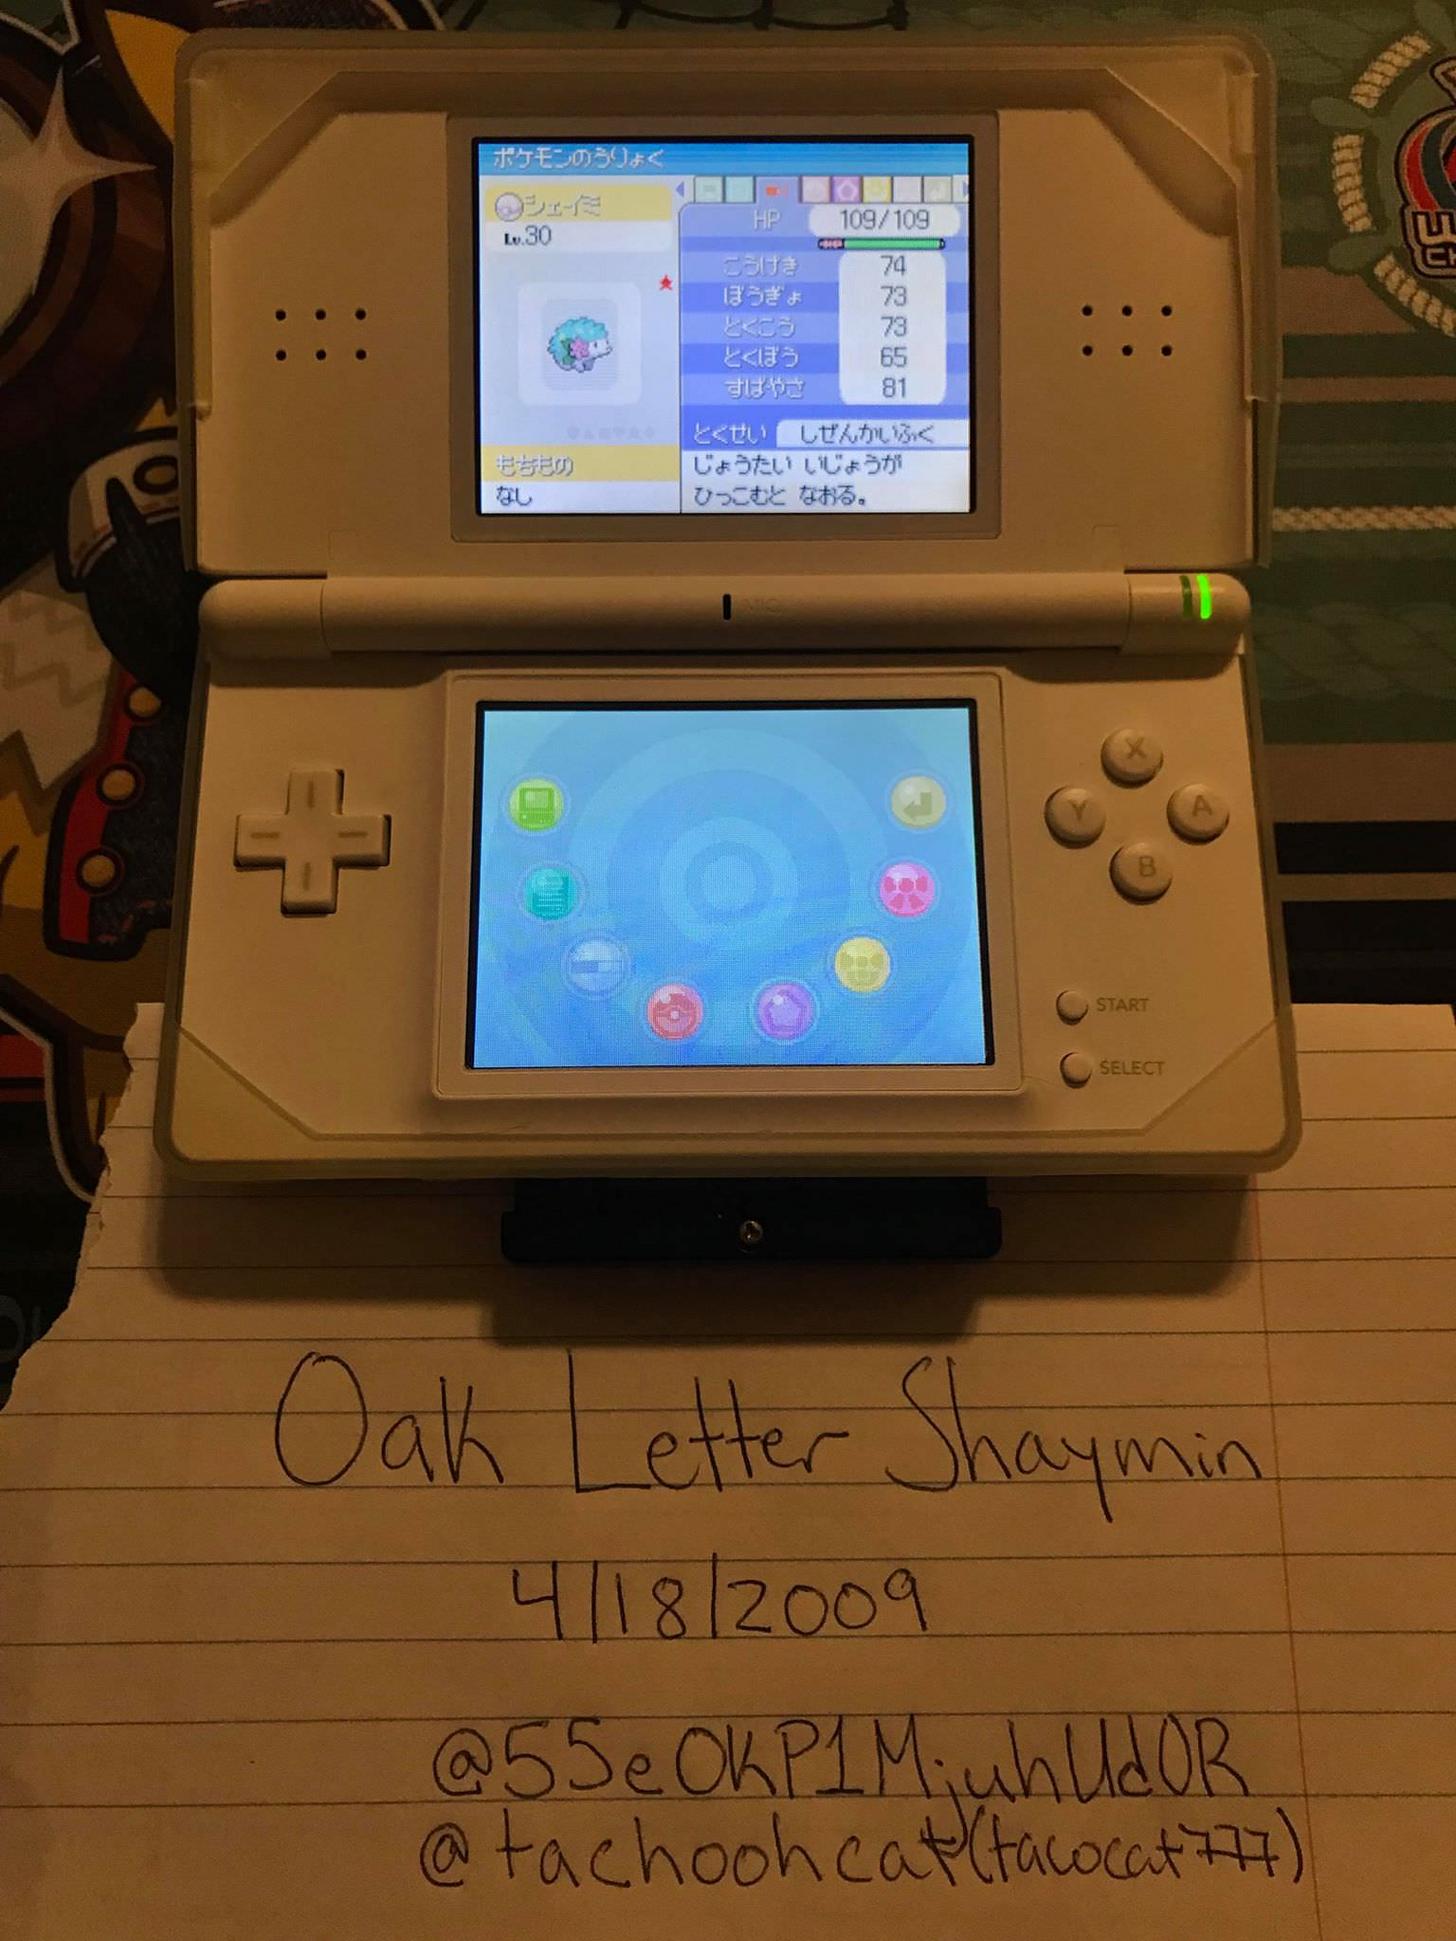 ポケモンのうりょく
シェイミ
Lv.30
HP 109/109
こうげき 74
ぼうぎょ 73
とくこう 73
とくぼう 65
すばやさ 81
とくせい しぜんかいふく
もちもの
なし
じょうたい いじょうが
ひっこむと なおる。
MIC.
X
Y
A
B
START
SELECT
Oak Letter Shaymin
4/18/2009
@5SeOKP1MjuhUdOR
@tachoohcat(tacocat777)